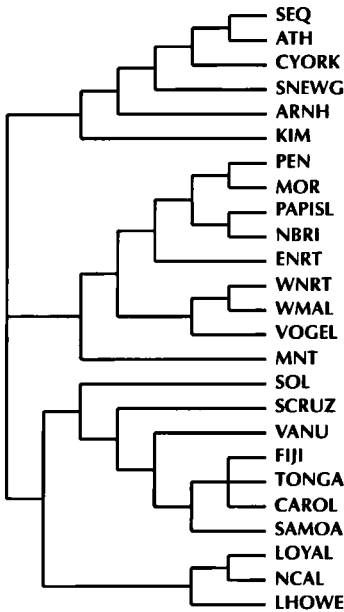 SEQ
ATH
CYORK
SNEWG
ARNH
KIM
PEN
MOR
PAPISL
NBRI
ENRT
WNRT
WMAL
VOGEL
MNT
SOL
SCRUZ
VANU
FIJI
TONGA
CAROL
SAMOA
LOYAL
NCAL
LHOWE